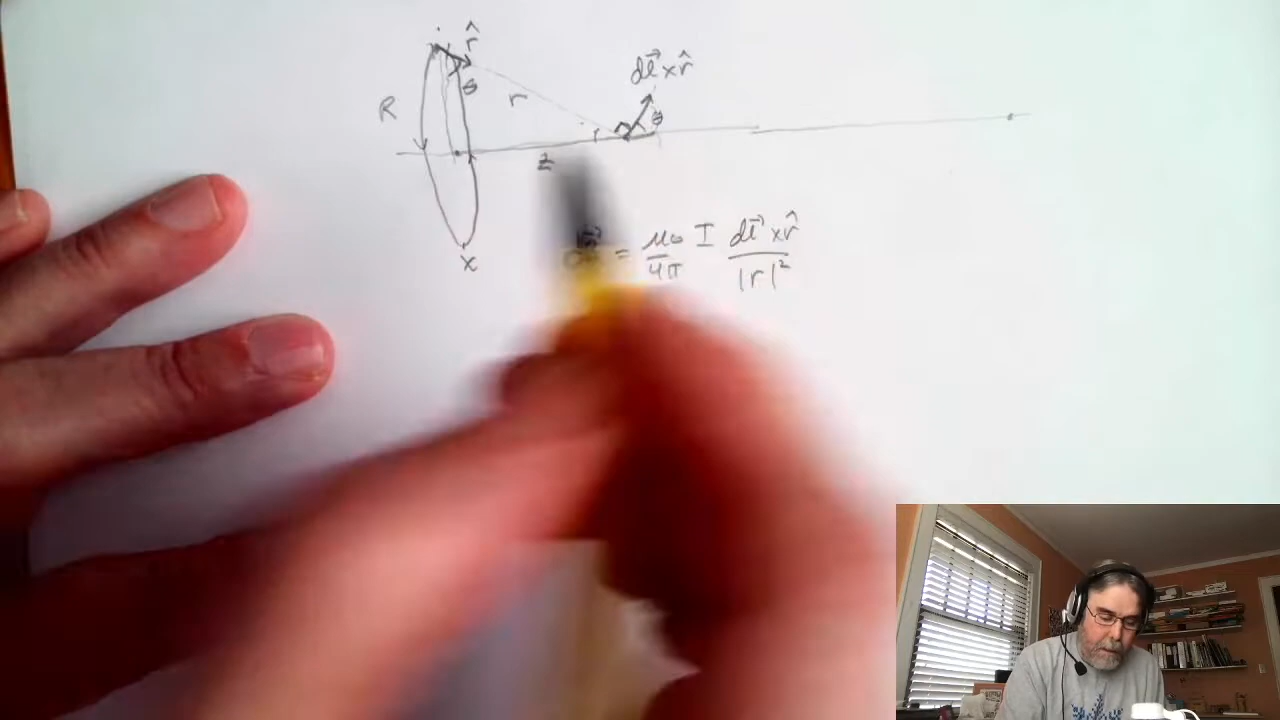 r̂
dl⃗ x r̂
R
θ
r
θ
z
= μ₀/4π I dl⃗ x r̂/|r|²
x